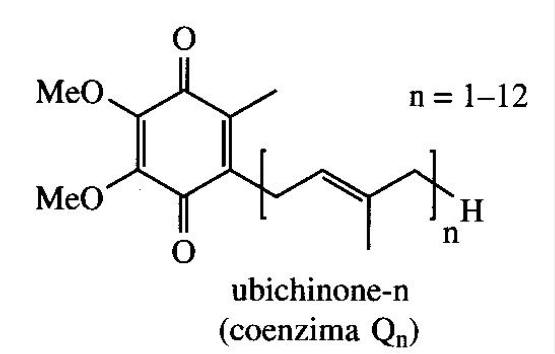 O
MeO
n = 1–12
MeO
H
n
O
ubichinone-n
(coenzima Qn)